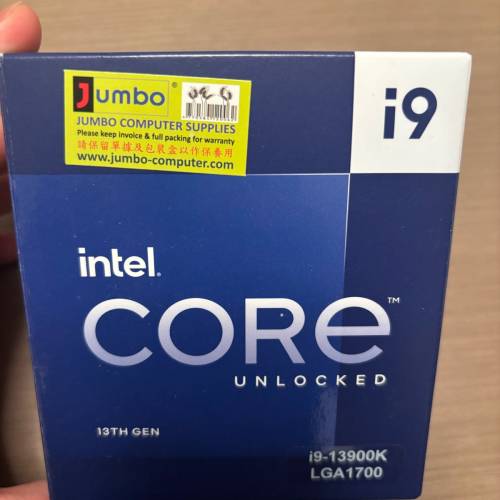 Jumbo®
JUMBO COMPUTER SUPPLIES
Please keep invoice & full packing for warranty
請保留單據及包裝盒以作保養用
www.jumbo-computer.com
i9
intel.
CORE™
UNLOCKED
13TH GEN
i9-13900K
LGA1700